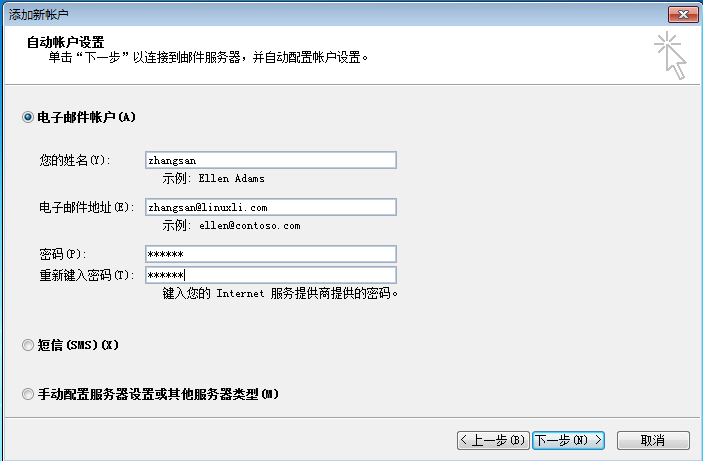 添加新帐户
自动帐户设置
单击“下一步”以连接到邮件服务器，并自动配置帐户设置。
电子邮件帐户(A)
您的姓名(Y): zhangsan
示例: Ellen Adams
电子邮件地址(E): zhangsan@linuxli.com
示例: ellen@contoso.com
密码(P): ******
重新键入密码(T): ******
键入您的 Internet 服务提供商提供的密码。
短信(SMS)(X)
手动配置服务器设置或其他服务器类型(M)
< 上一步(B) 下一步(N) > 取消